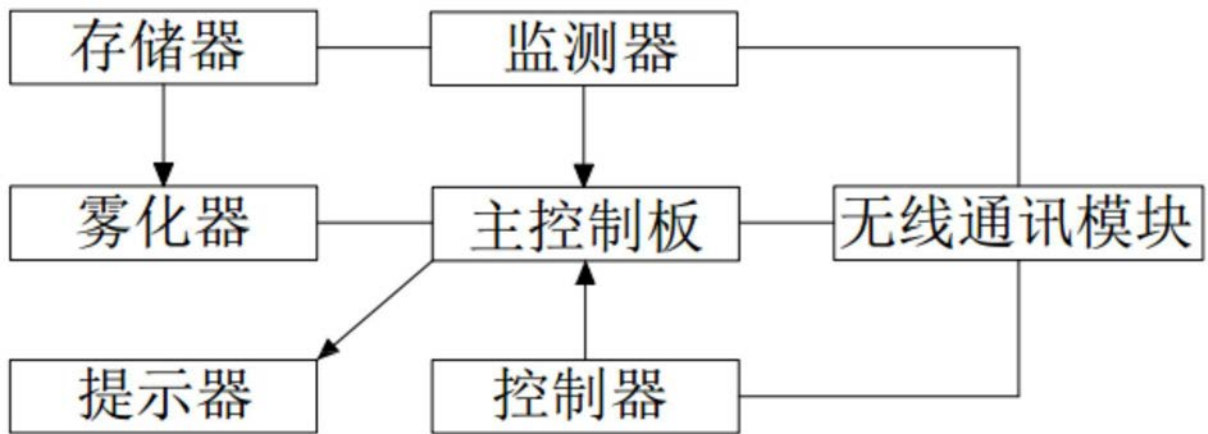 存储器
监测器
雾化器
主控制板
无线通讯模块
提示器
控制器